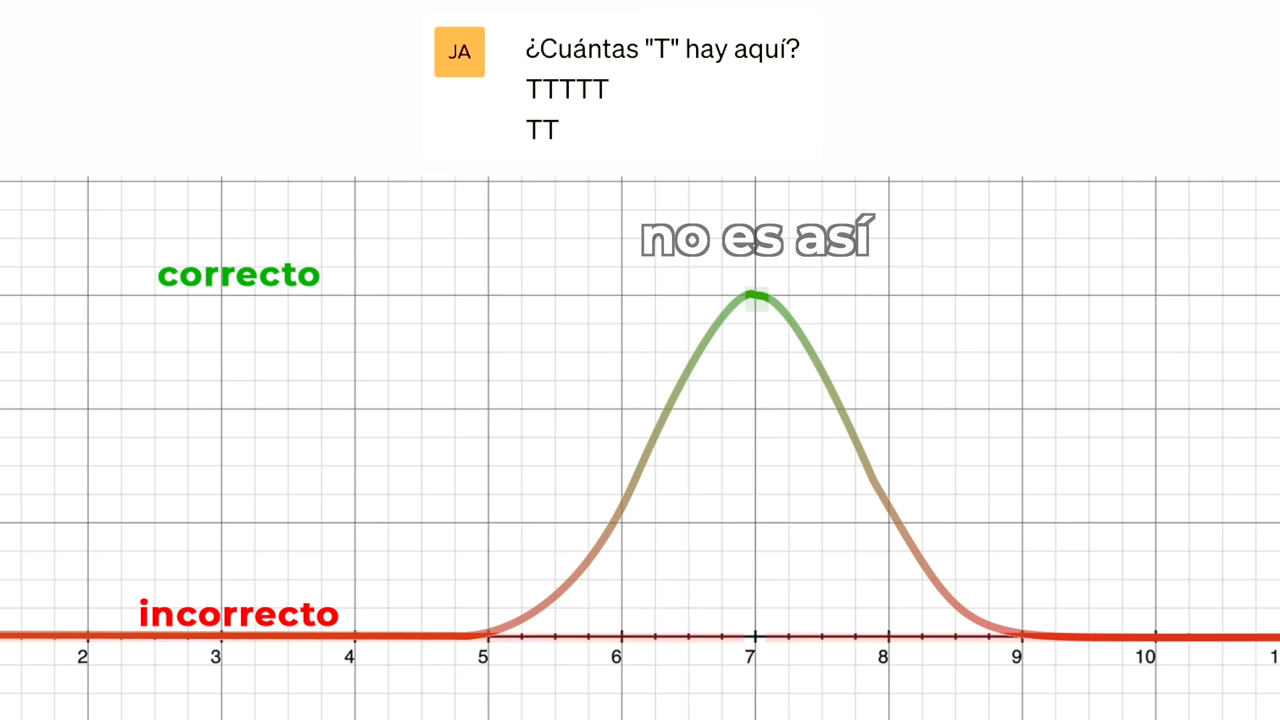 JA
¿Cuántas "T" hay aquí?
TTTTT
TT
no es así
correcto
incorrecto
2 3 4 5 6 7 8 9 10